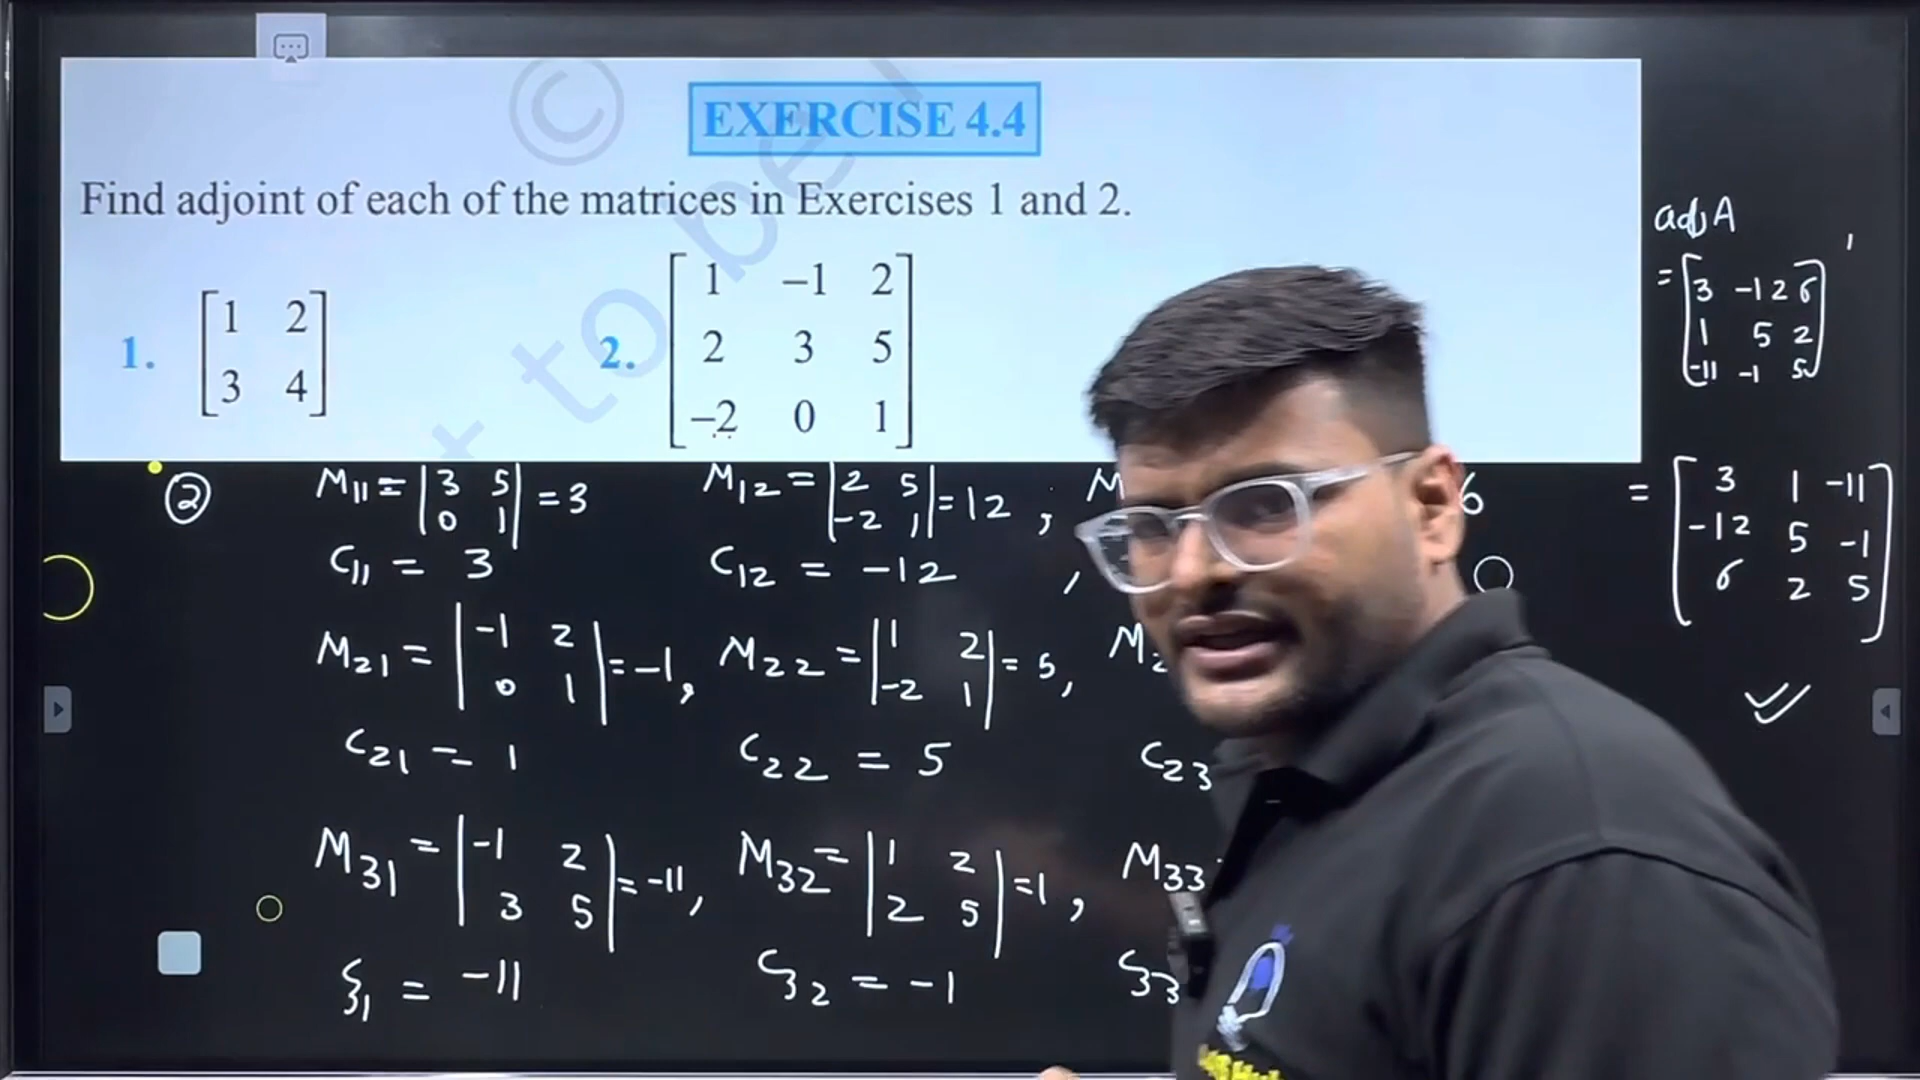 EXERCISE 4.4
Find adjoint of each of the matrices in Exercises 1 and 2.
1. [1 2
3 4]
2. [1 −1 2
2 3 5
−2 0 1]
adj A
= [3 -12 6
1 5 2
-11 -1 5]'
= [3 1 -11
-12 5 -1
6 2 5]
② M11 = |3 5
0 1| = 3
M12 = |2 5
-2 1| = 12 ; M
6
C11 = 3
C12 = -12 ,
M21 = |-1 2
0 1| = -1,
M22 = |1 2
-2 1| = 5,
M2
C21 = 1
C22 = 5
C23
M31 = |-1 2
3 5| = -11,
M32 = |1 2
2 5| = 1,
M33
C31 = -11
C32 = -1
C33